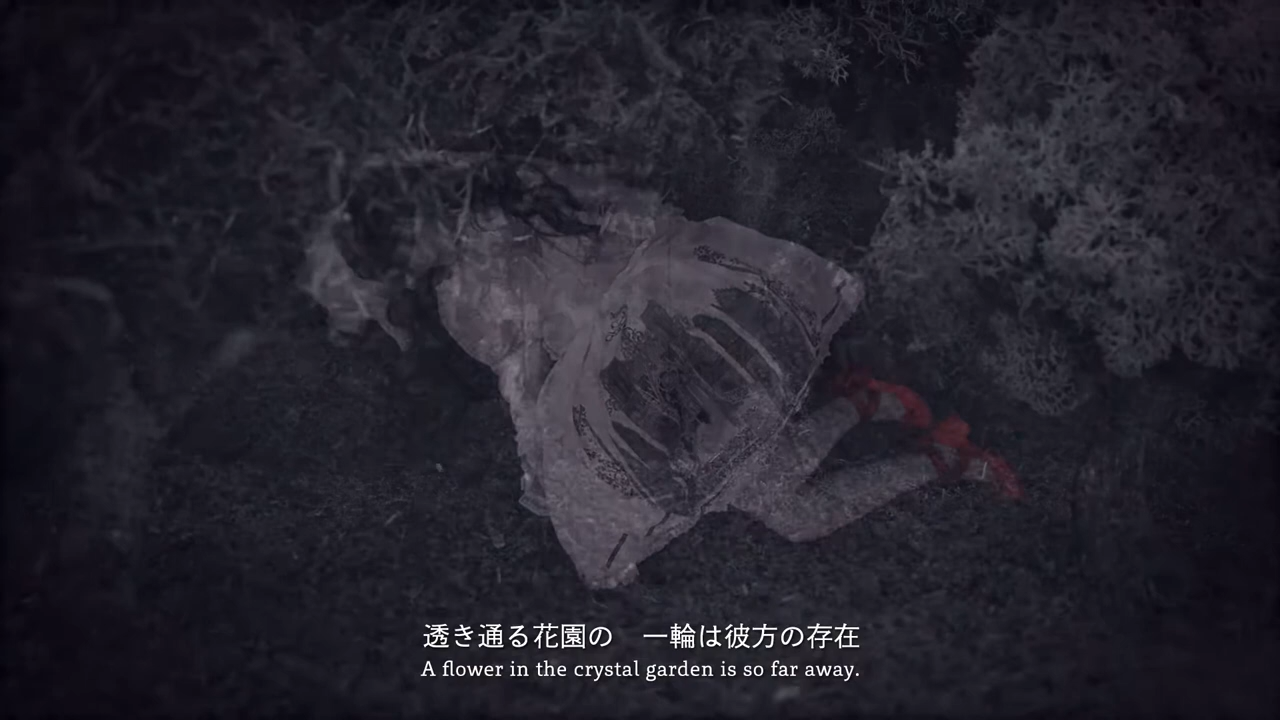 透き通る花園の　一輪は彼方の存在
A flower in the crystal garden is so far away.